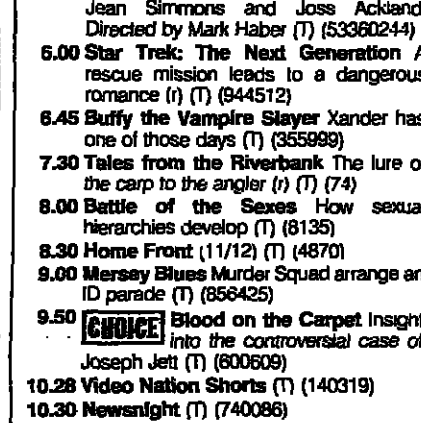 Jean Simmons and Joss Ackland
Directed by Mark Haber (T) (53360244)
6.00 Star Trek: The Next Generation A
rescue mission leads to a dangerous
romance (r) (T) (944512)
6.45 Buffy the Vampire Slayer Xander has
one of those days (T) (355999)
7.30 Tales from the Riverbank The lure o
the carp to the angler (r) (T) (74)
8.00 Battle of the Sexes How sexua
hierarchies develop (T) (8135)
8.30 Home Front (11/12) (T) (4870)
9.00 Mersey Blues Murder Squad arrange an
ID parade (T) (856425)
9.50 CHOICE Blood on the Carpet Insight
into the controversial case of
Joseph Jett (T) (600609)
10.28 Video Nation Shorts (T) (140319)
10.30 Newsnight (T) (740086)